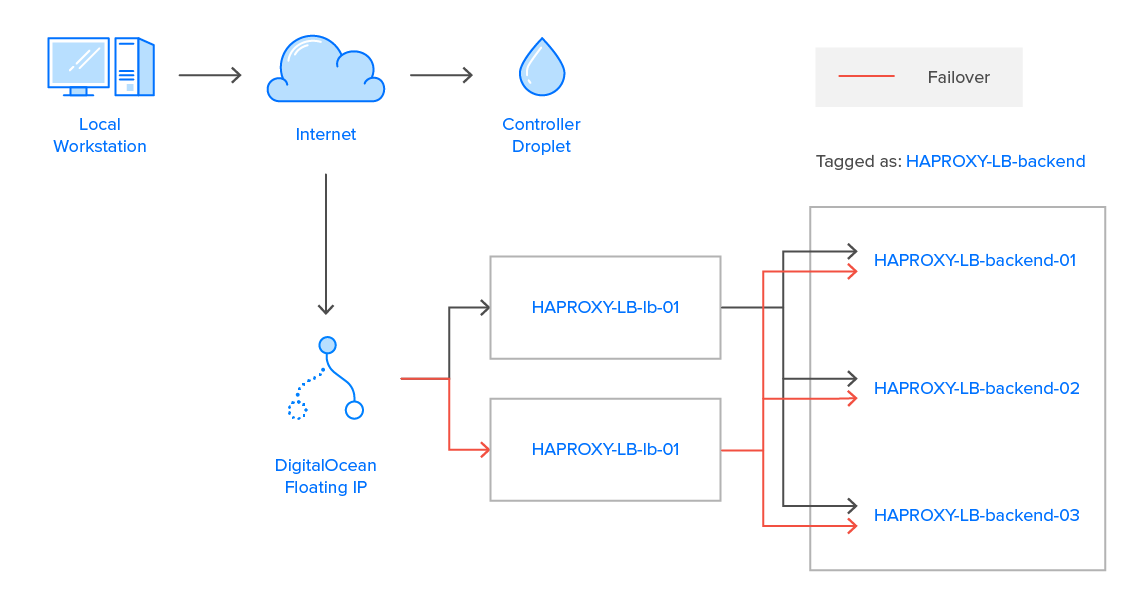 Local
Workstation
Internet
Controller
Droplet
Failover
Tagged as: HAPROXY-LB-backend
HAPROXY-LB-lb-01
HAPROXY-LB-lb-01
HAPROXY-LB-backend-01
HAPROXY-LB-backend-02
HAPROXY-LB-backend-03
DigitalOcean
Floating IP